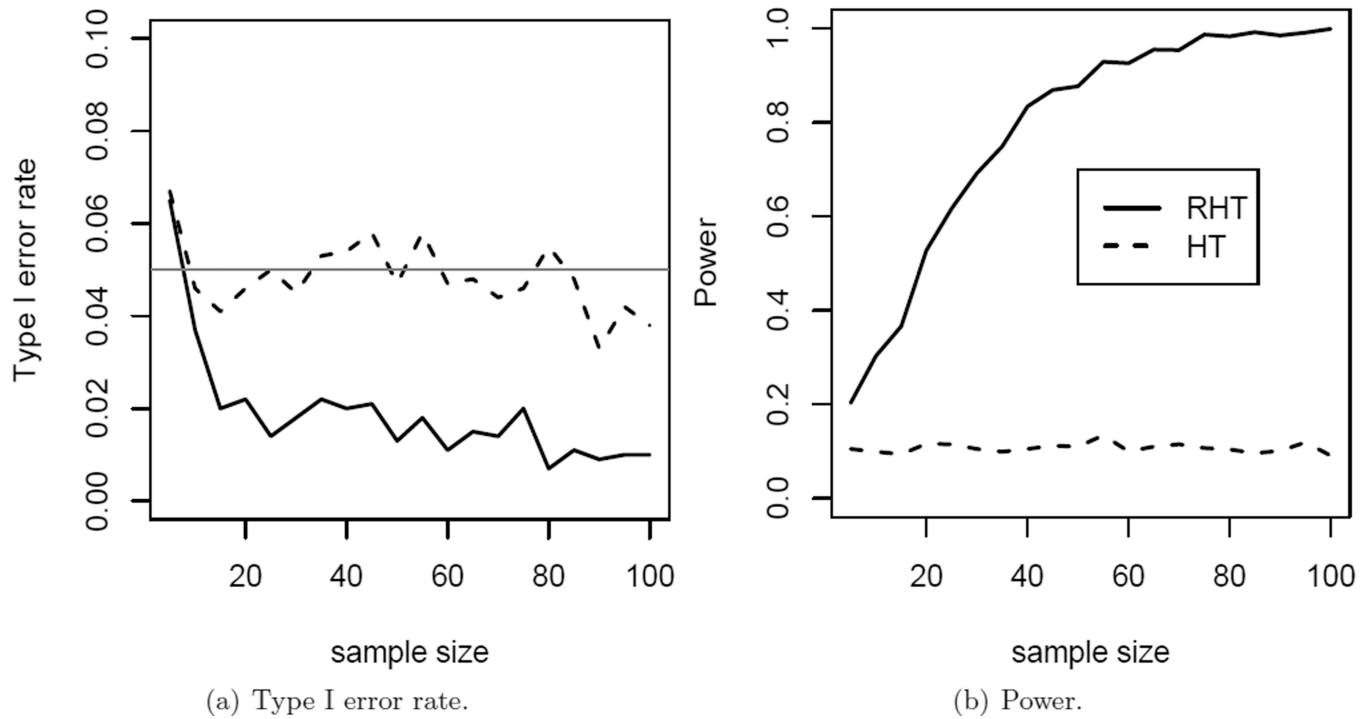 0.10
0.08
0.06
0.04
0.02
0.00
Type I error rate
20 40 60 80 100
sample size
(a) Type I error rate.
1.0
0.8
0.6
0.4
0.2
0.0
Power
RHT
HT
20 40 60 80 100
sample size
(b) Power.